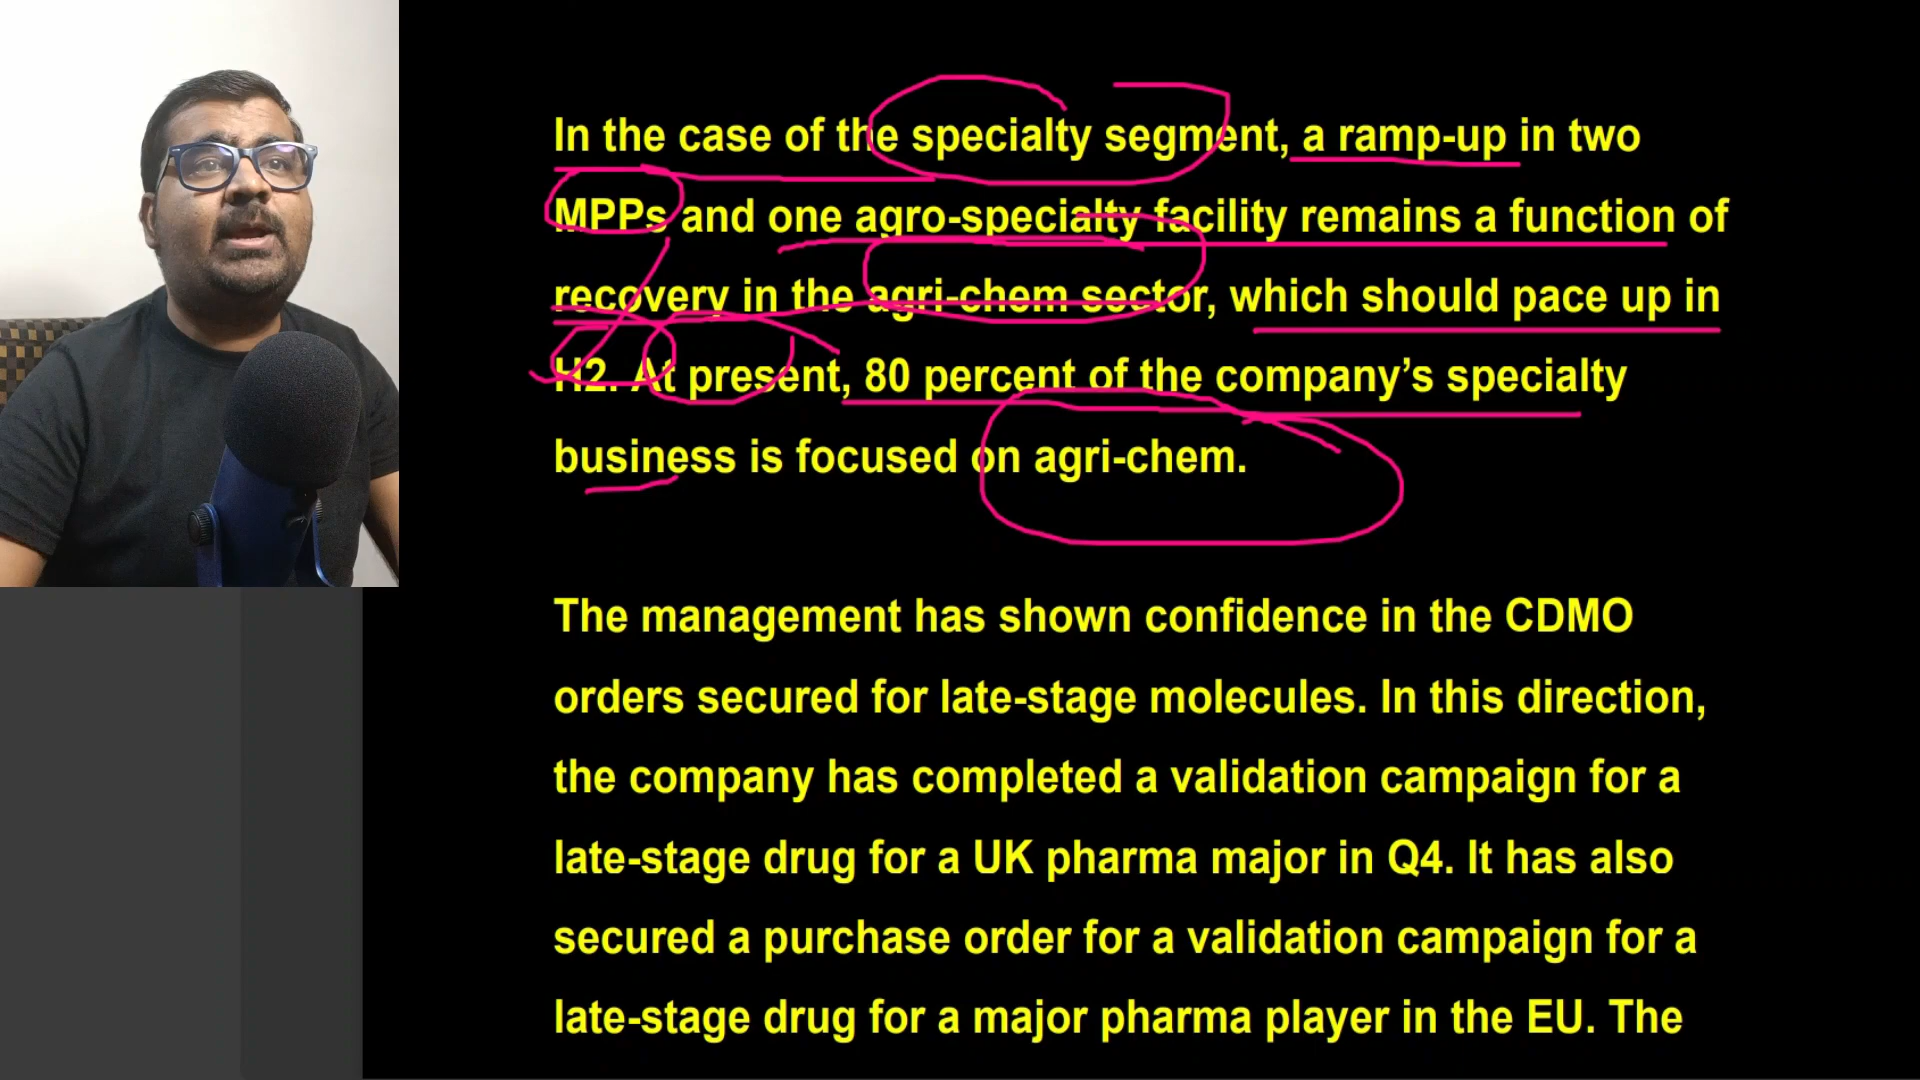 In the case of the specialty segment, a ramp-up in two
MPPs and one agro-specialty facility remains a function of
recovery in the agri-chem sector, which should pace up in
H2. At present, 80 percent of the company’s specialty
business is focused on agri-chem.
The management has shown confidence in the CDMO
orders secured for late-stage molecules. In this direction,
the company has completed a validation campaign for a
late-stage drug for a UK pharma major in Q4. It has also
secured a purchase order for a validation campaign for a
late-stage drug for a major pharma player in the EU. The